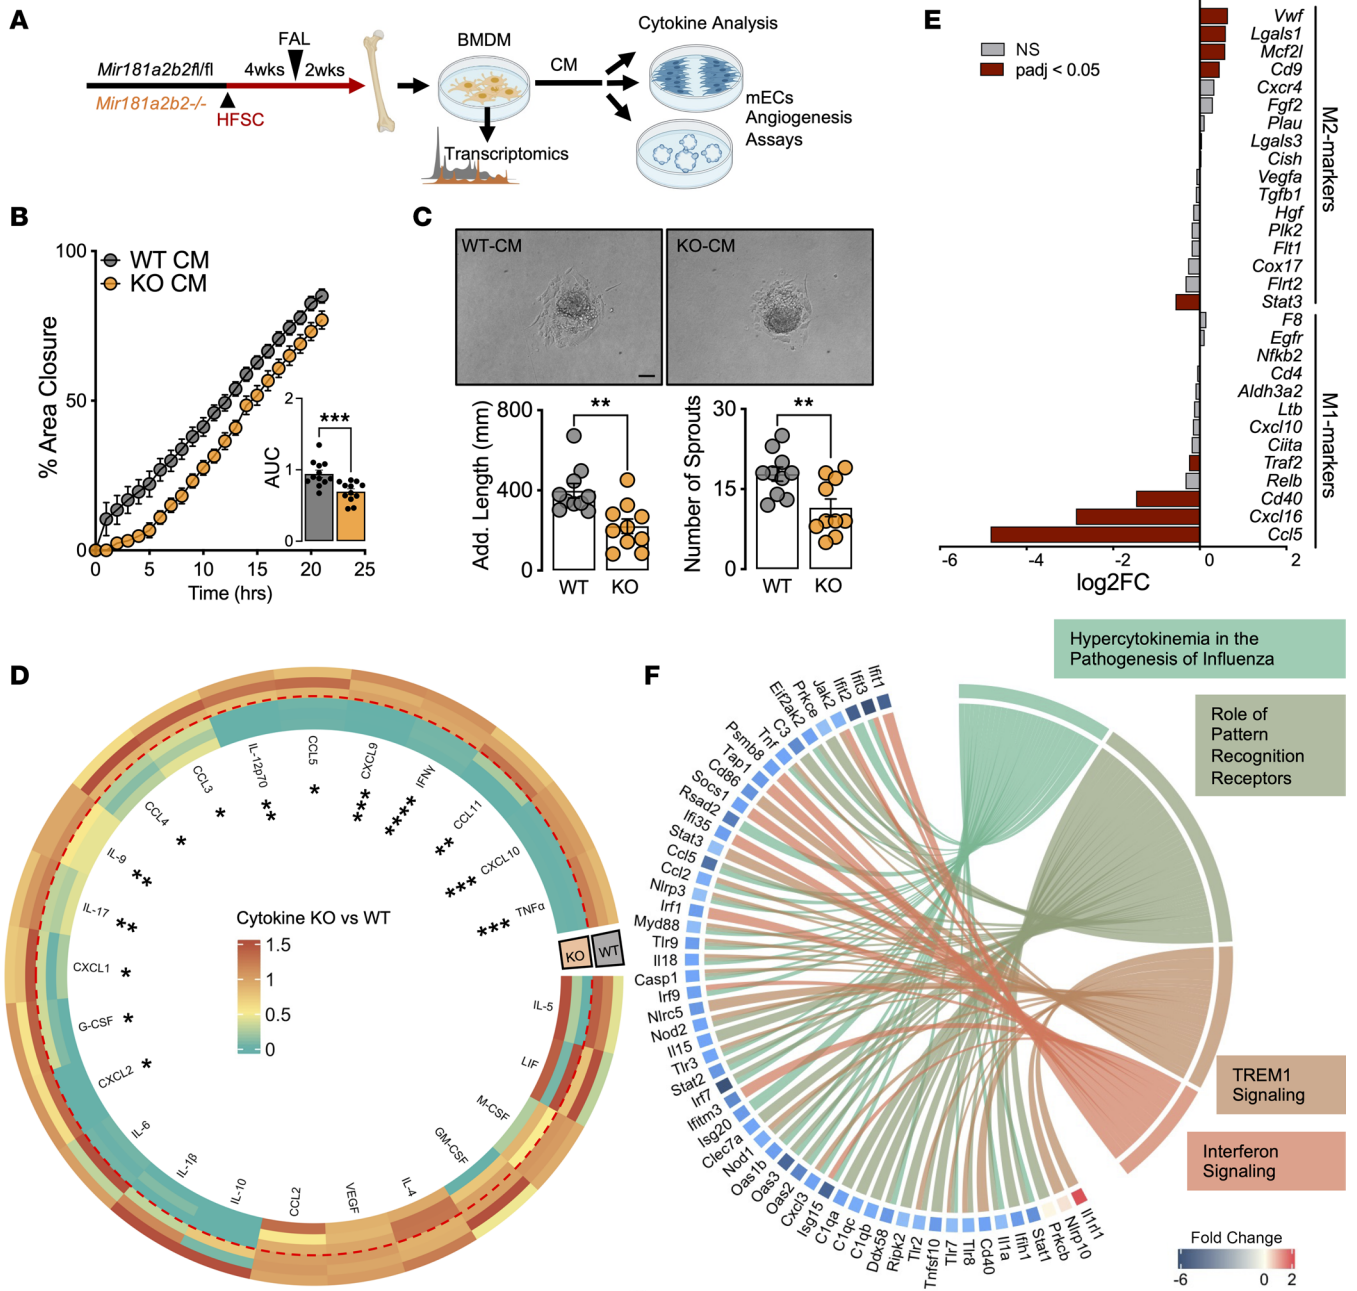 A
Mir181a2b2fl/fl
Mir181a2b2-/-
FAL
4wks
2wks
HFSC
BMDM
CM
Transcriptomics
Cytokine Analysis
mECs
Angiogenesis
Assays
B
100
50
0
% Area Closure
WT CM
KO CM
0 5 10 15 20 25
Time (hrs)
2
1
0
AUC
***
C
WT-CM
KO-CM
800
400
0
Add. Length (mm)
**
WT KO
30
15
0
Number of Sprouts
**
WT KO
E
NS
padj < 0.05
Vwf
Lgals1
Mcf2l
Cd9
Cxcr4
Fgf2
Plau
Lgals3
Cish
Vegfa
Tgfb1
Hgf
Plk2
Flt1
Cox17
Flrt2
Stat3
F8
Egfr
Nfkb2
Cd4
Aldh3a2
Ltb
Cxcl10
Ciita
Traf2
Relb
Cd40
Cxcl16
Ccl5
M2-markers
M1-markers
-6 -4 -2 0 2
log2FC
D
TNFα
***
CXCL10
***
CCL11
**
IFNγ
****
CXCL9
****
CCL5
*
IL-12p70
**
CCL3
*
CCL4
*
IL-9
**
IL-17
**
CXCL1
*
G-CSF
*
CXCL2
*
IL-6
IL-1β
IL-10
CCL2
VEGF
IL-4
GM-CSF
M-CSF
LIF
IL-5
KO
WT
Cytokine KO vs WT
1.5
1
0.5
0
F
Ifit1
Ifit3
Ifit2
Jak2
Prkce
Eif2ak2
C3
Tnf
Psmb8
Tap1
Cd86
Socs1
Rsad2
Ifi35
Stat3
Ccl5
Ccl2
Nlrp3
Irf1
Myd88
Tlr9
Il18
Casp1
Irf9
Nlrc5
Nod2
Il15
Tlr3
Stat2
Irf7
Ifitm3
Isg20
Clec7a
Nod1
Oas1b
Oas3
Oas2
Cxcl3
Isg15
C1qa
C1qc
C1qb
Ddx58
Ripk2
Tlr2
Tnfsf10
Tlr7
Tlr8
Cd40
Il1a
Ifih1
Stat1
Prkcb
Nlrp10
Il1rl1
Hypercytokinemia in the
Pathogenesis of Influenza
Role of
Pattern
Recognition
Receptors
TREM1
Signaling
Interferon
Signaling
Fold Change
-6 0 2